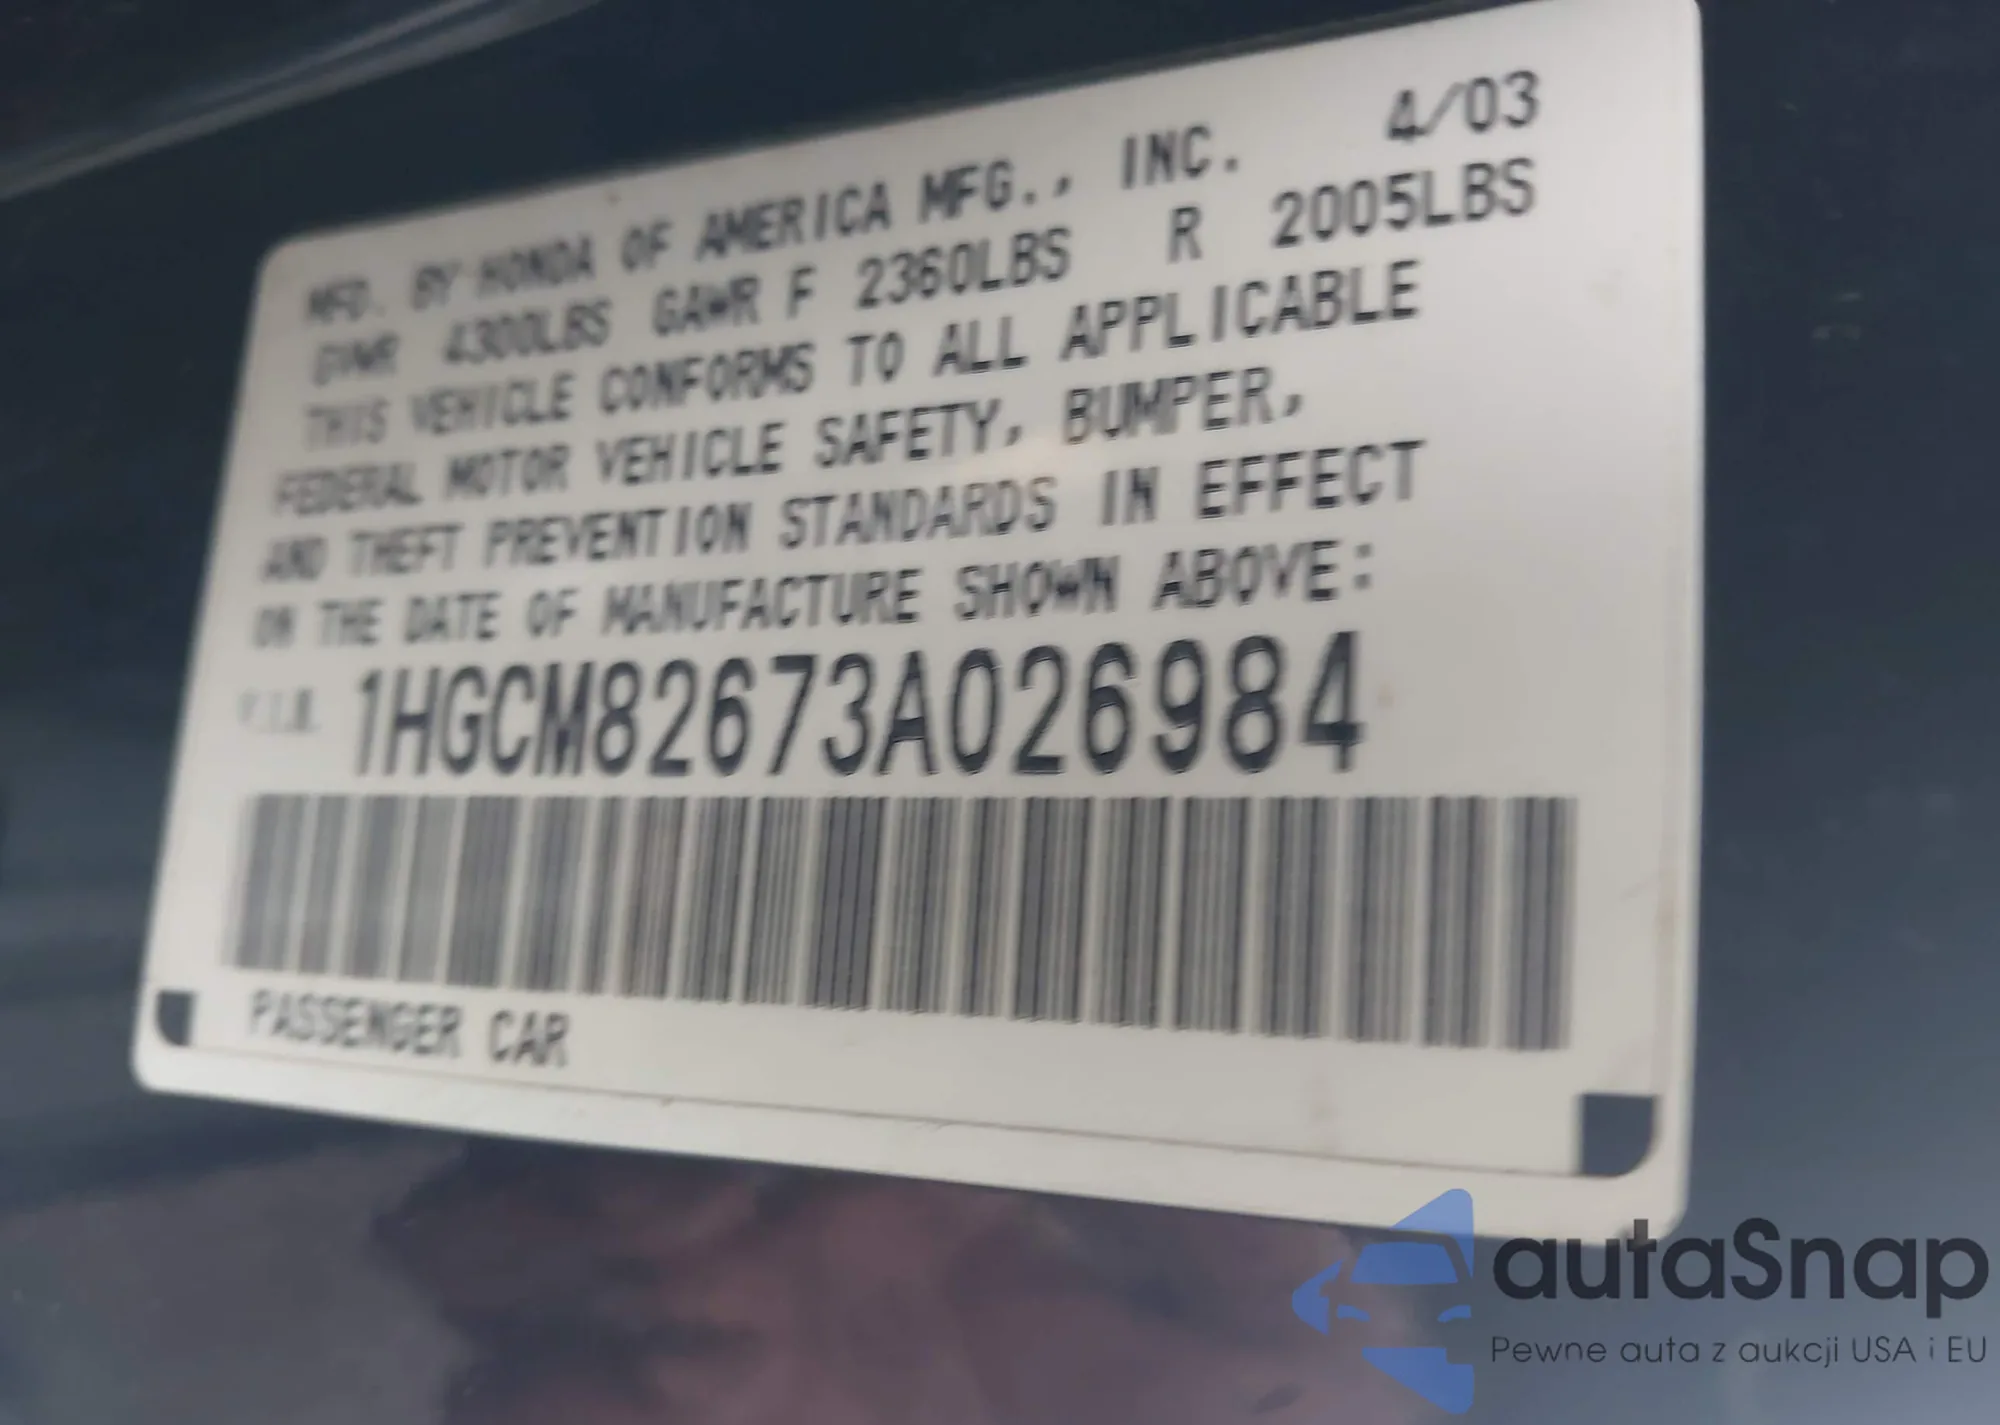 MFD. BY HONDA OF AMERICA MFG., INC. 4/03
GVWR 4300LBS GAWR F 2360LBS R 2005LBS
THIS VEHICLE CONFORMS TO ALL APPLICABLE
FEDERAL MOTOR VEHICLE SAFETY, BUMPER,
AND THEFT PREVENTION STANDARDS IN EFFECT
ON THE DATE OF MANUFACTURE SHOWN ABOVE:
V.I.N. 1HGCM82673A026984
PASSENGER CAR
autaSnap
Pewne auta z aukcji USA i EU